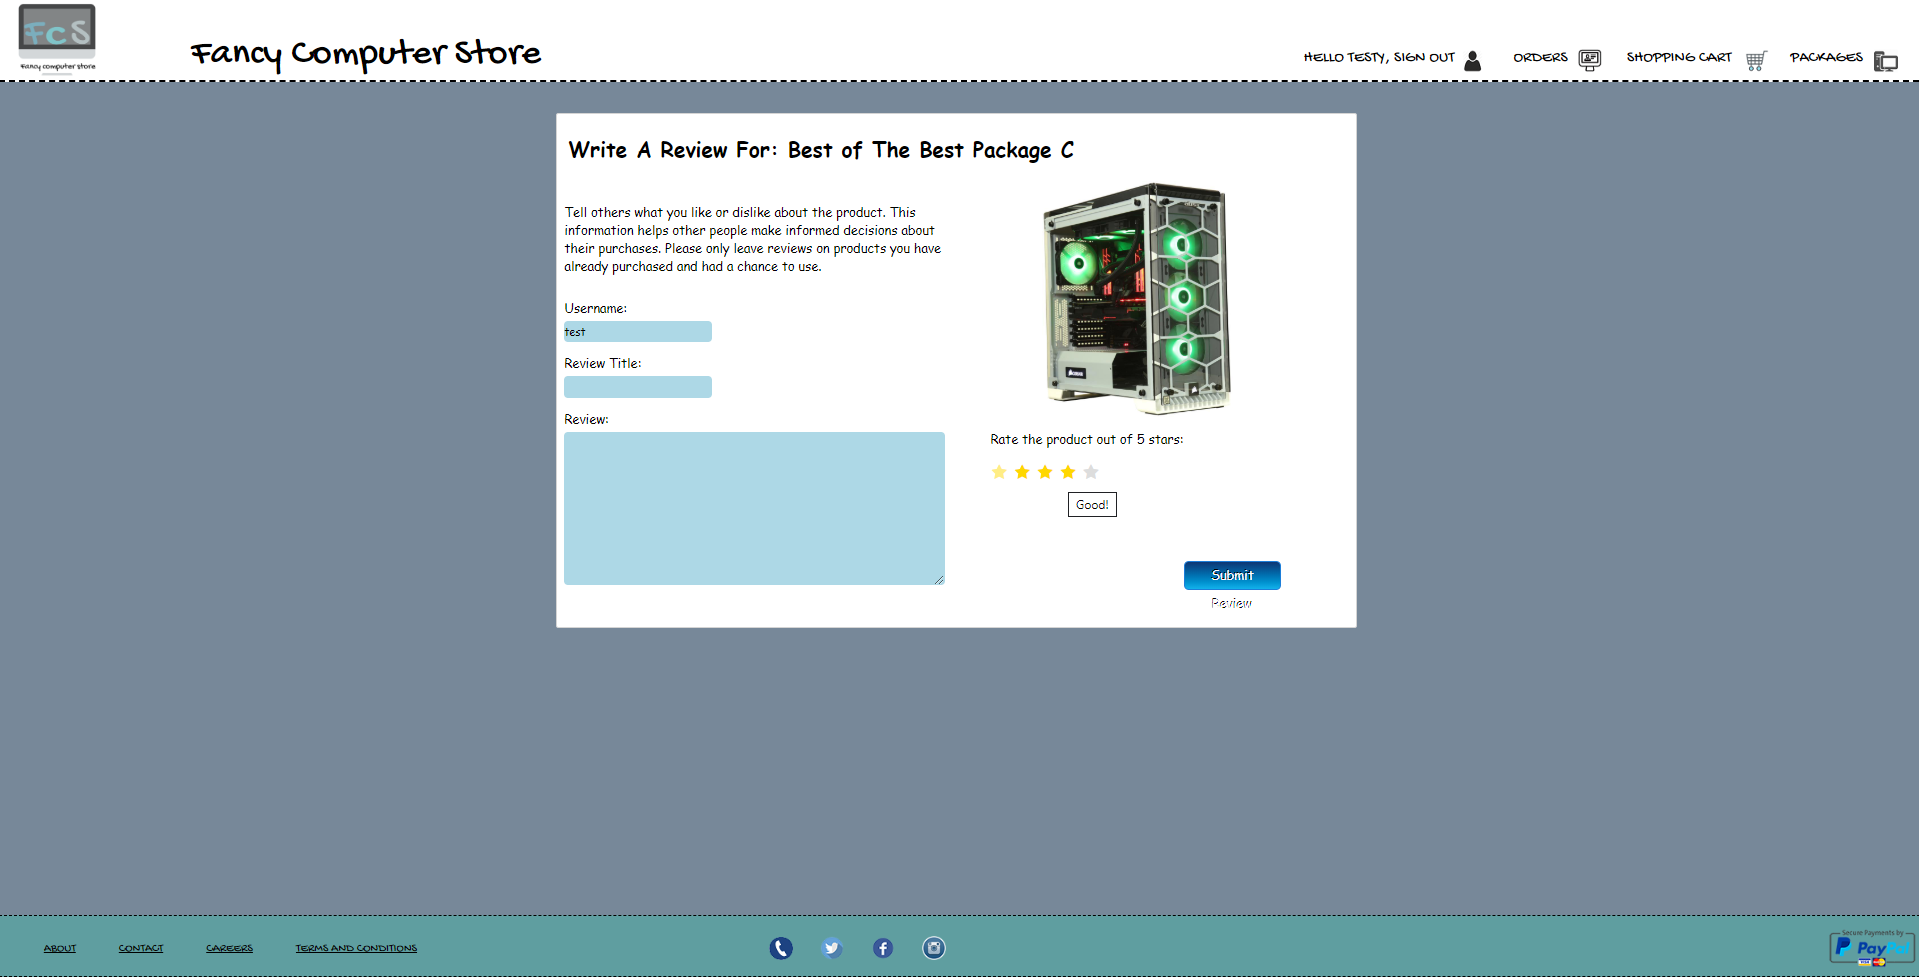 FcS
Fancy computer store
Fancy Computer Store
HELLO TESTY, SIGN OUT
ORDERS
SHOPPING CART
PACKAGES
Write A Review For: Best of The Best Package C
Tell others what you like or dislike about the product. This
information helps other people make informed decisions about
their purchases. Please only leave reviews on products you have
already purchased and had a chance to use.
Username:
test
Review Title:
Review:
Rate the product out of 5 stars:
Good!
Submit
Review
ABOUT
CONTACT
CAREERS
TERMS AND CONDITIONS
Secure Payments by
PayPal